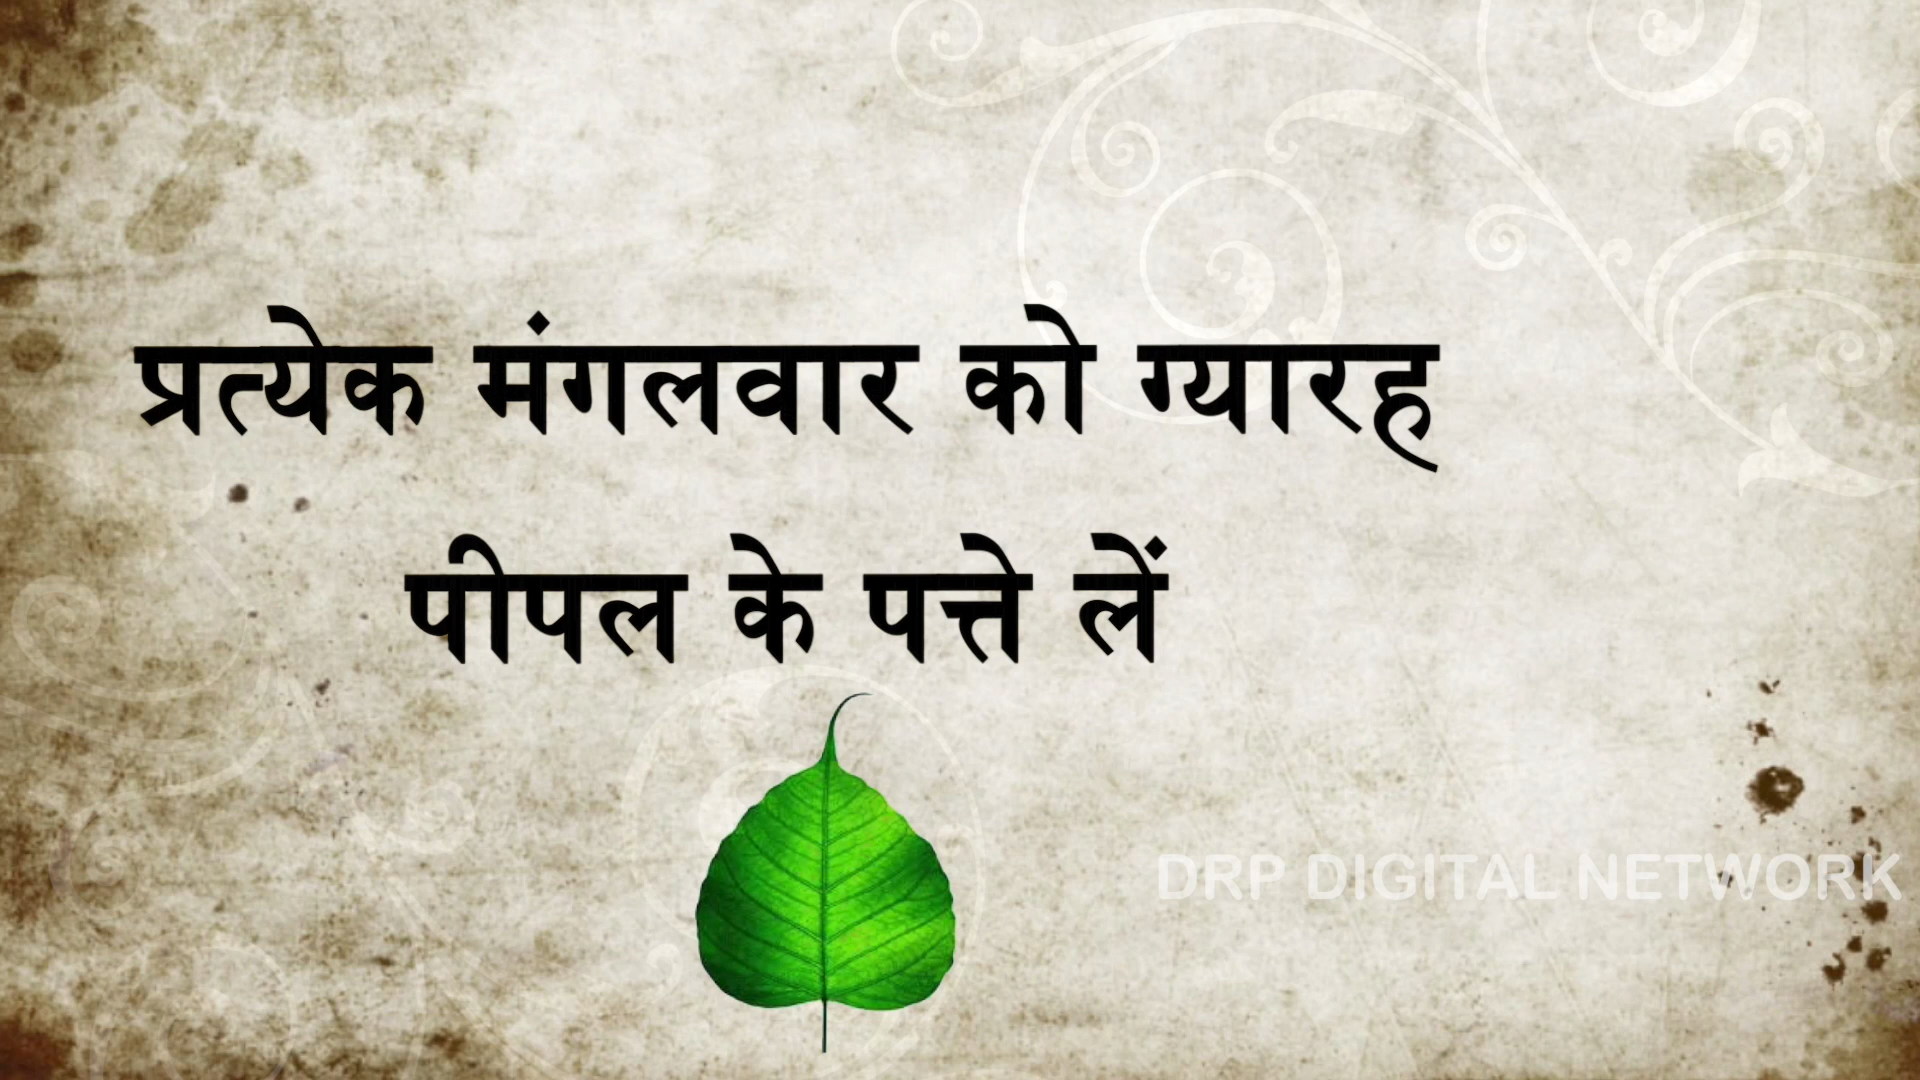 प्रत्येक मंगलवार को ग्यारह
पीपल के पत्ते लें
DRP DIGITAL NETWORK